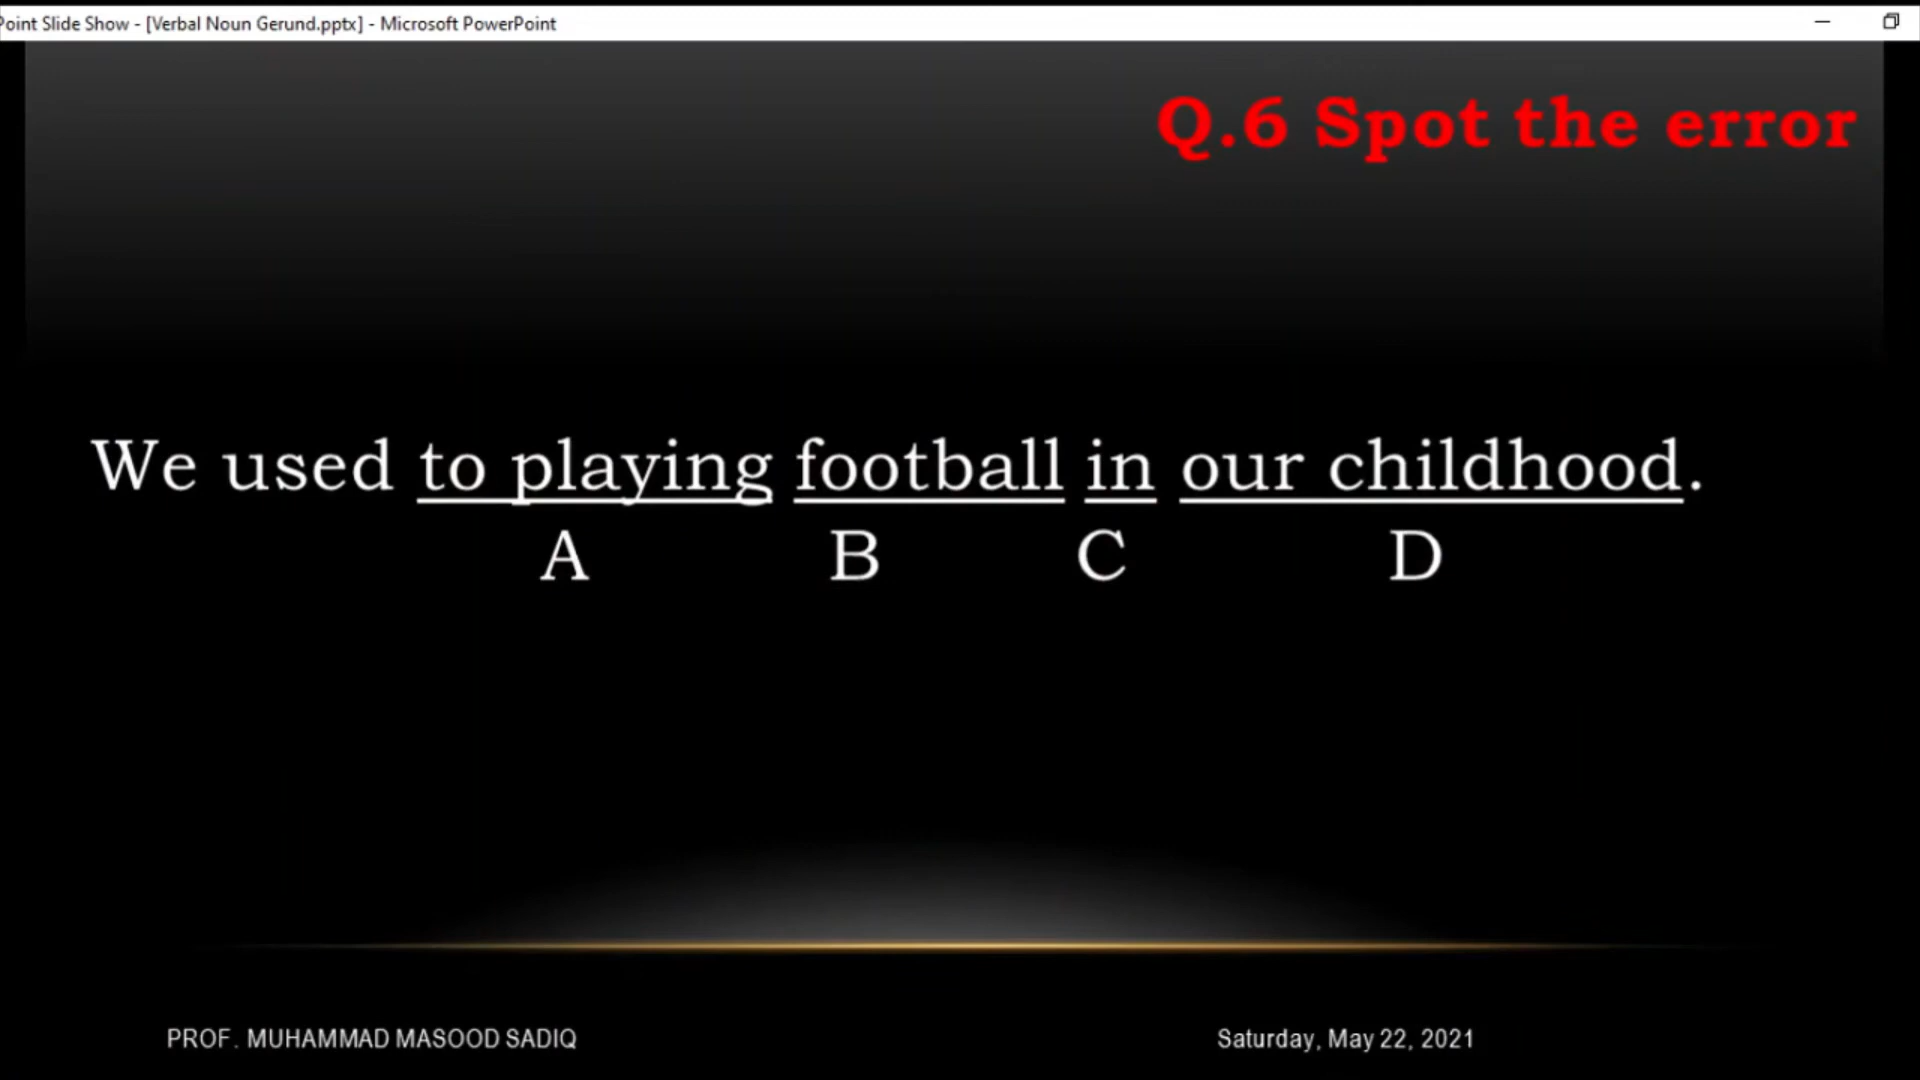 Point Slide Show - [Verbal Noun Gerund.pptx] - Microsoft PowerPoint
Q.6 Spot the error
We used to playing football in our childhood.
A B C D
PROF. MUHAMMAD MASOOD SADIQ
Saturday, May 22, 2021